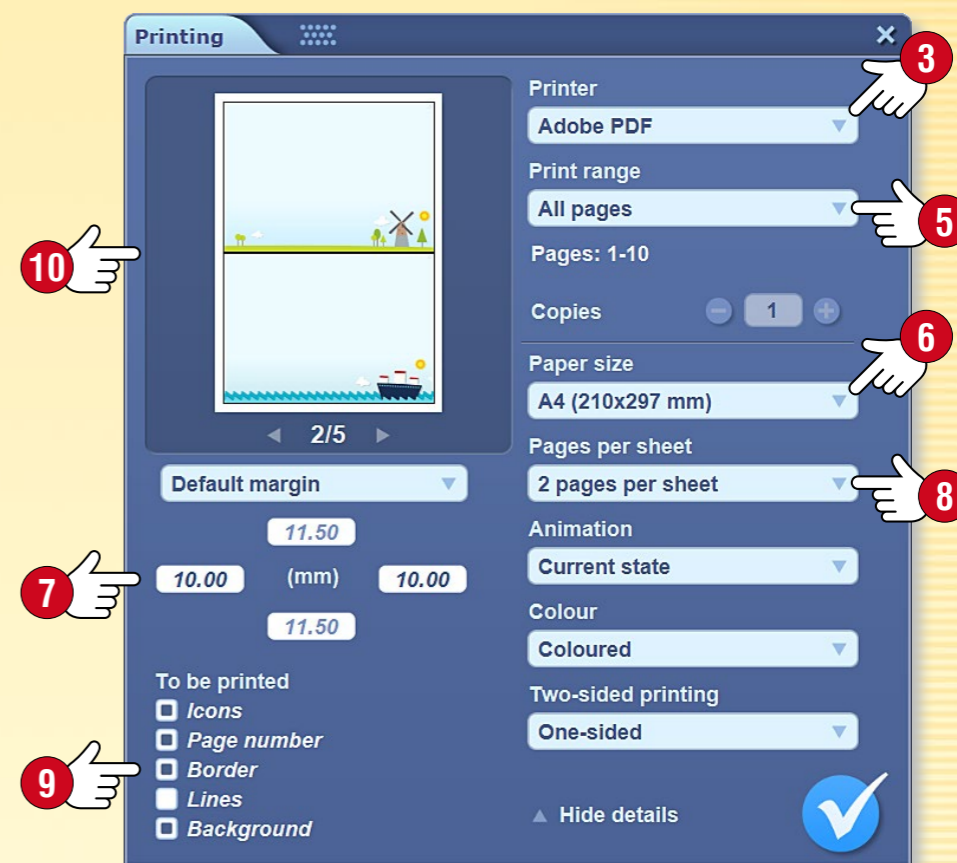 Printing
3
Printer
Adobe PDF
Print range
All pages
5
Pages: 1-10
10
Copies
1
6
Paper size
A4 (210x297 mm)
2/5
Pages per sheet
2 pages per sheet
8
Default margin
11.50
10.00
(mm)
10.00
11.50
7
Animation
Current state
Colour
Coloured
Two-sided printing
One-sided
To be printed
Icons
Page number
Border
Lines
Background
9
Hide details